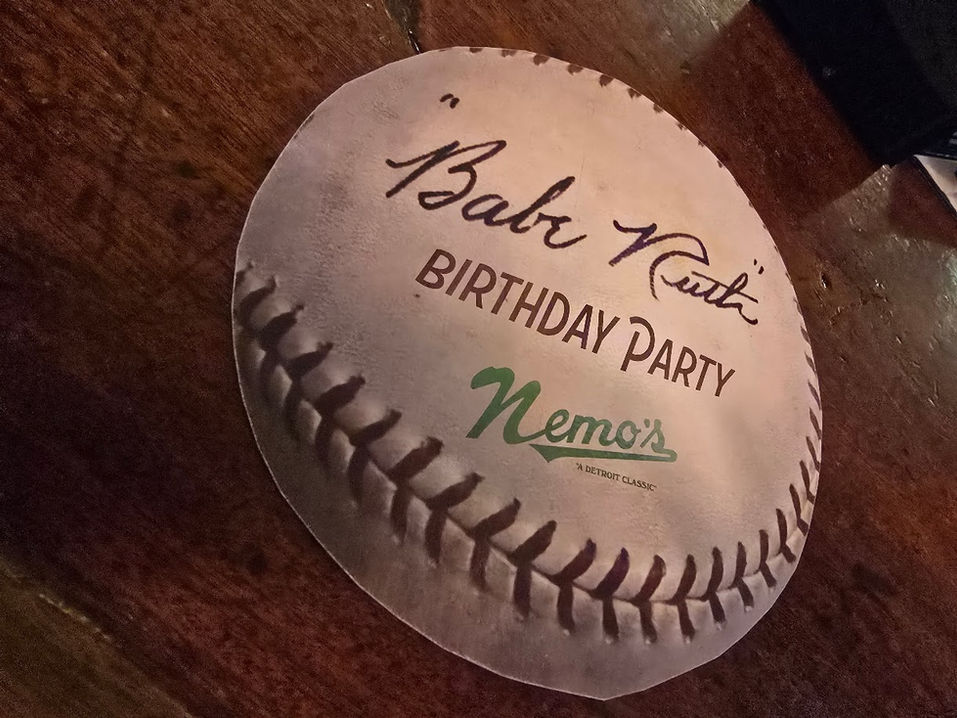 "Babe Ruth"
BIRTHDAY PARTY
Nemo's
"A DETROIT CLASSIC"